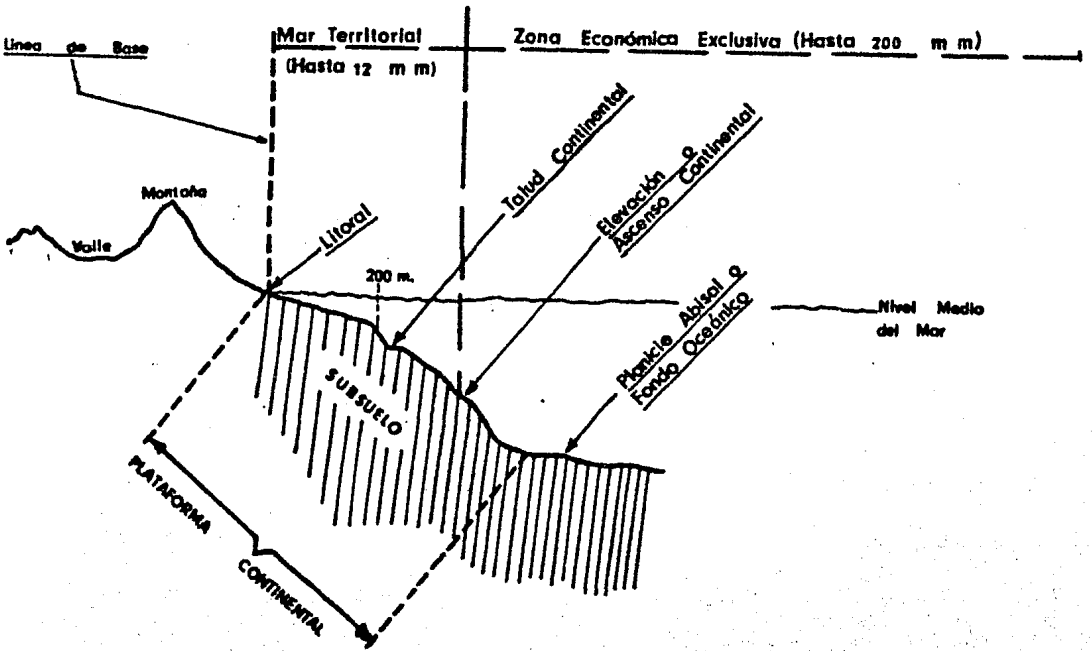 Linea de Base
Mar Territorial
(Hasta 12 m m)
Zona Económica Exclusiva (Hasta 200 m m)
Montaña
Valle
Litoral
200 m.
Talud Continental
Elevación o
Ascenso Continental
Planicie Abisal o
Fondo Oceánico
Nivel Medio
del Mar
SUBSUELO
PLATAFORMA
CONTINENTAL